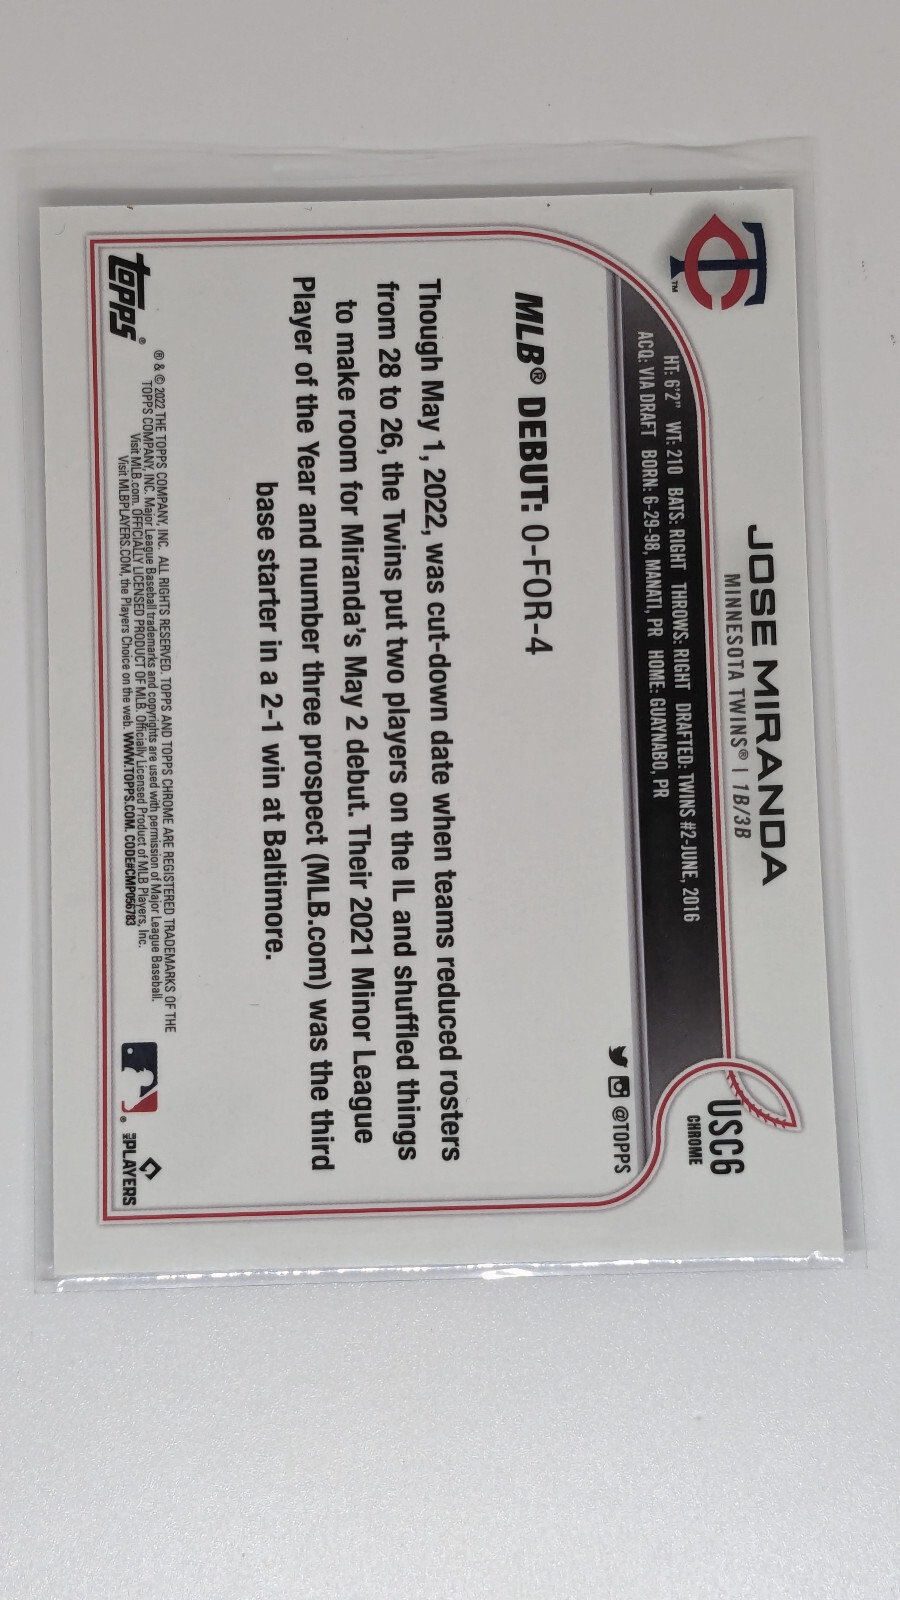 JOSE MIRANDA
MINNESOTA TWINS® | 1B/3B
USC6
CHROME
TC™
HT: 6'2" WT: 210 BATS: RIGHT THROWS: RIGHT DRAFTED: TWINS #2-JUNE, 2016
ACQ: VIA DRAFT BORN: 6-29-98, MANATI, PR HOME: GUAYNABO, PR
@TOPPS
MLB® DEBUT: 0-FOR-4
Though May 1, 2022, was cut-down date when teams reduced rosters
from 28 to 26, the Twins put two players on the IL and shuffled things
to make room for Miranda's May 2 debut. Their 2021 Minor League
Player of the Year and number three prospect (MLB.com) was the third
base starter in a 2-1 win at Baltimore.
topps®
® & © 2022 THE TOPPS COMPANY, INC. ALL RIGHTS RESERVED. TOPPS AND TOPPS CHROME ARE REGISTERED TRADEMARKS OF THE
TOPPS COMPANY, INC. Major League Baseball trademarks and copyrights are used with permission of Major League Baseball.
Visit MLB.com. OFFICIALLY LICENSED PRODUCT OF MLB. Officially Licensed Product of MLB Players, Inc.
Visit MLBPLAYERS.COM, the Players Choice on the web. WWW.TOPPS.COM. CODE#CMP056783
®
PLAYERS